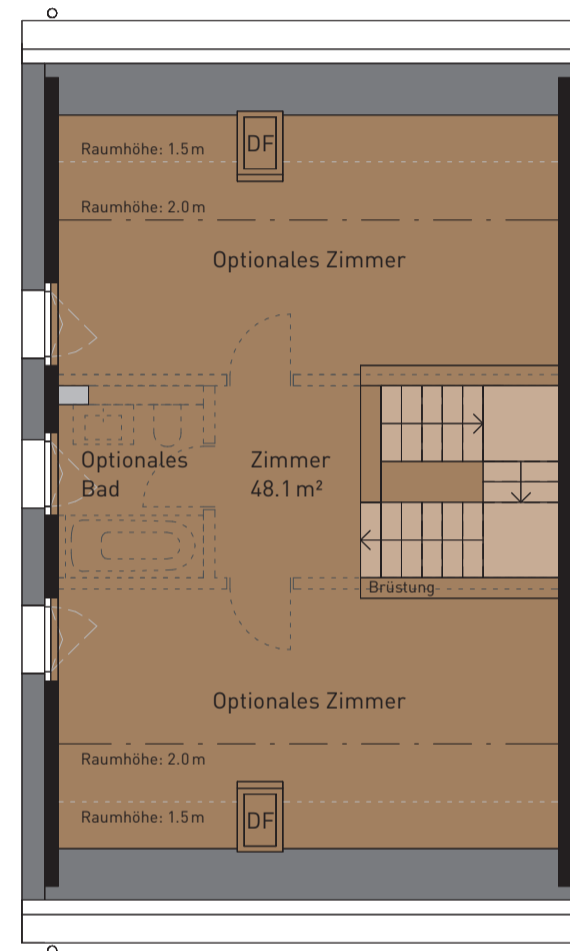 Raumhöhe: 1.5 m
DF
Raumhöhe: 2.0 m
Optionales Zimmer
Optionales
Bad
Zimmer
48.1 m²
Brüstung
Optionales Zimmer
Raumhöhe: 2.0 m
Raumhöhe: 1.5 m
DF